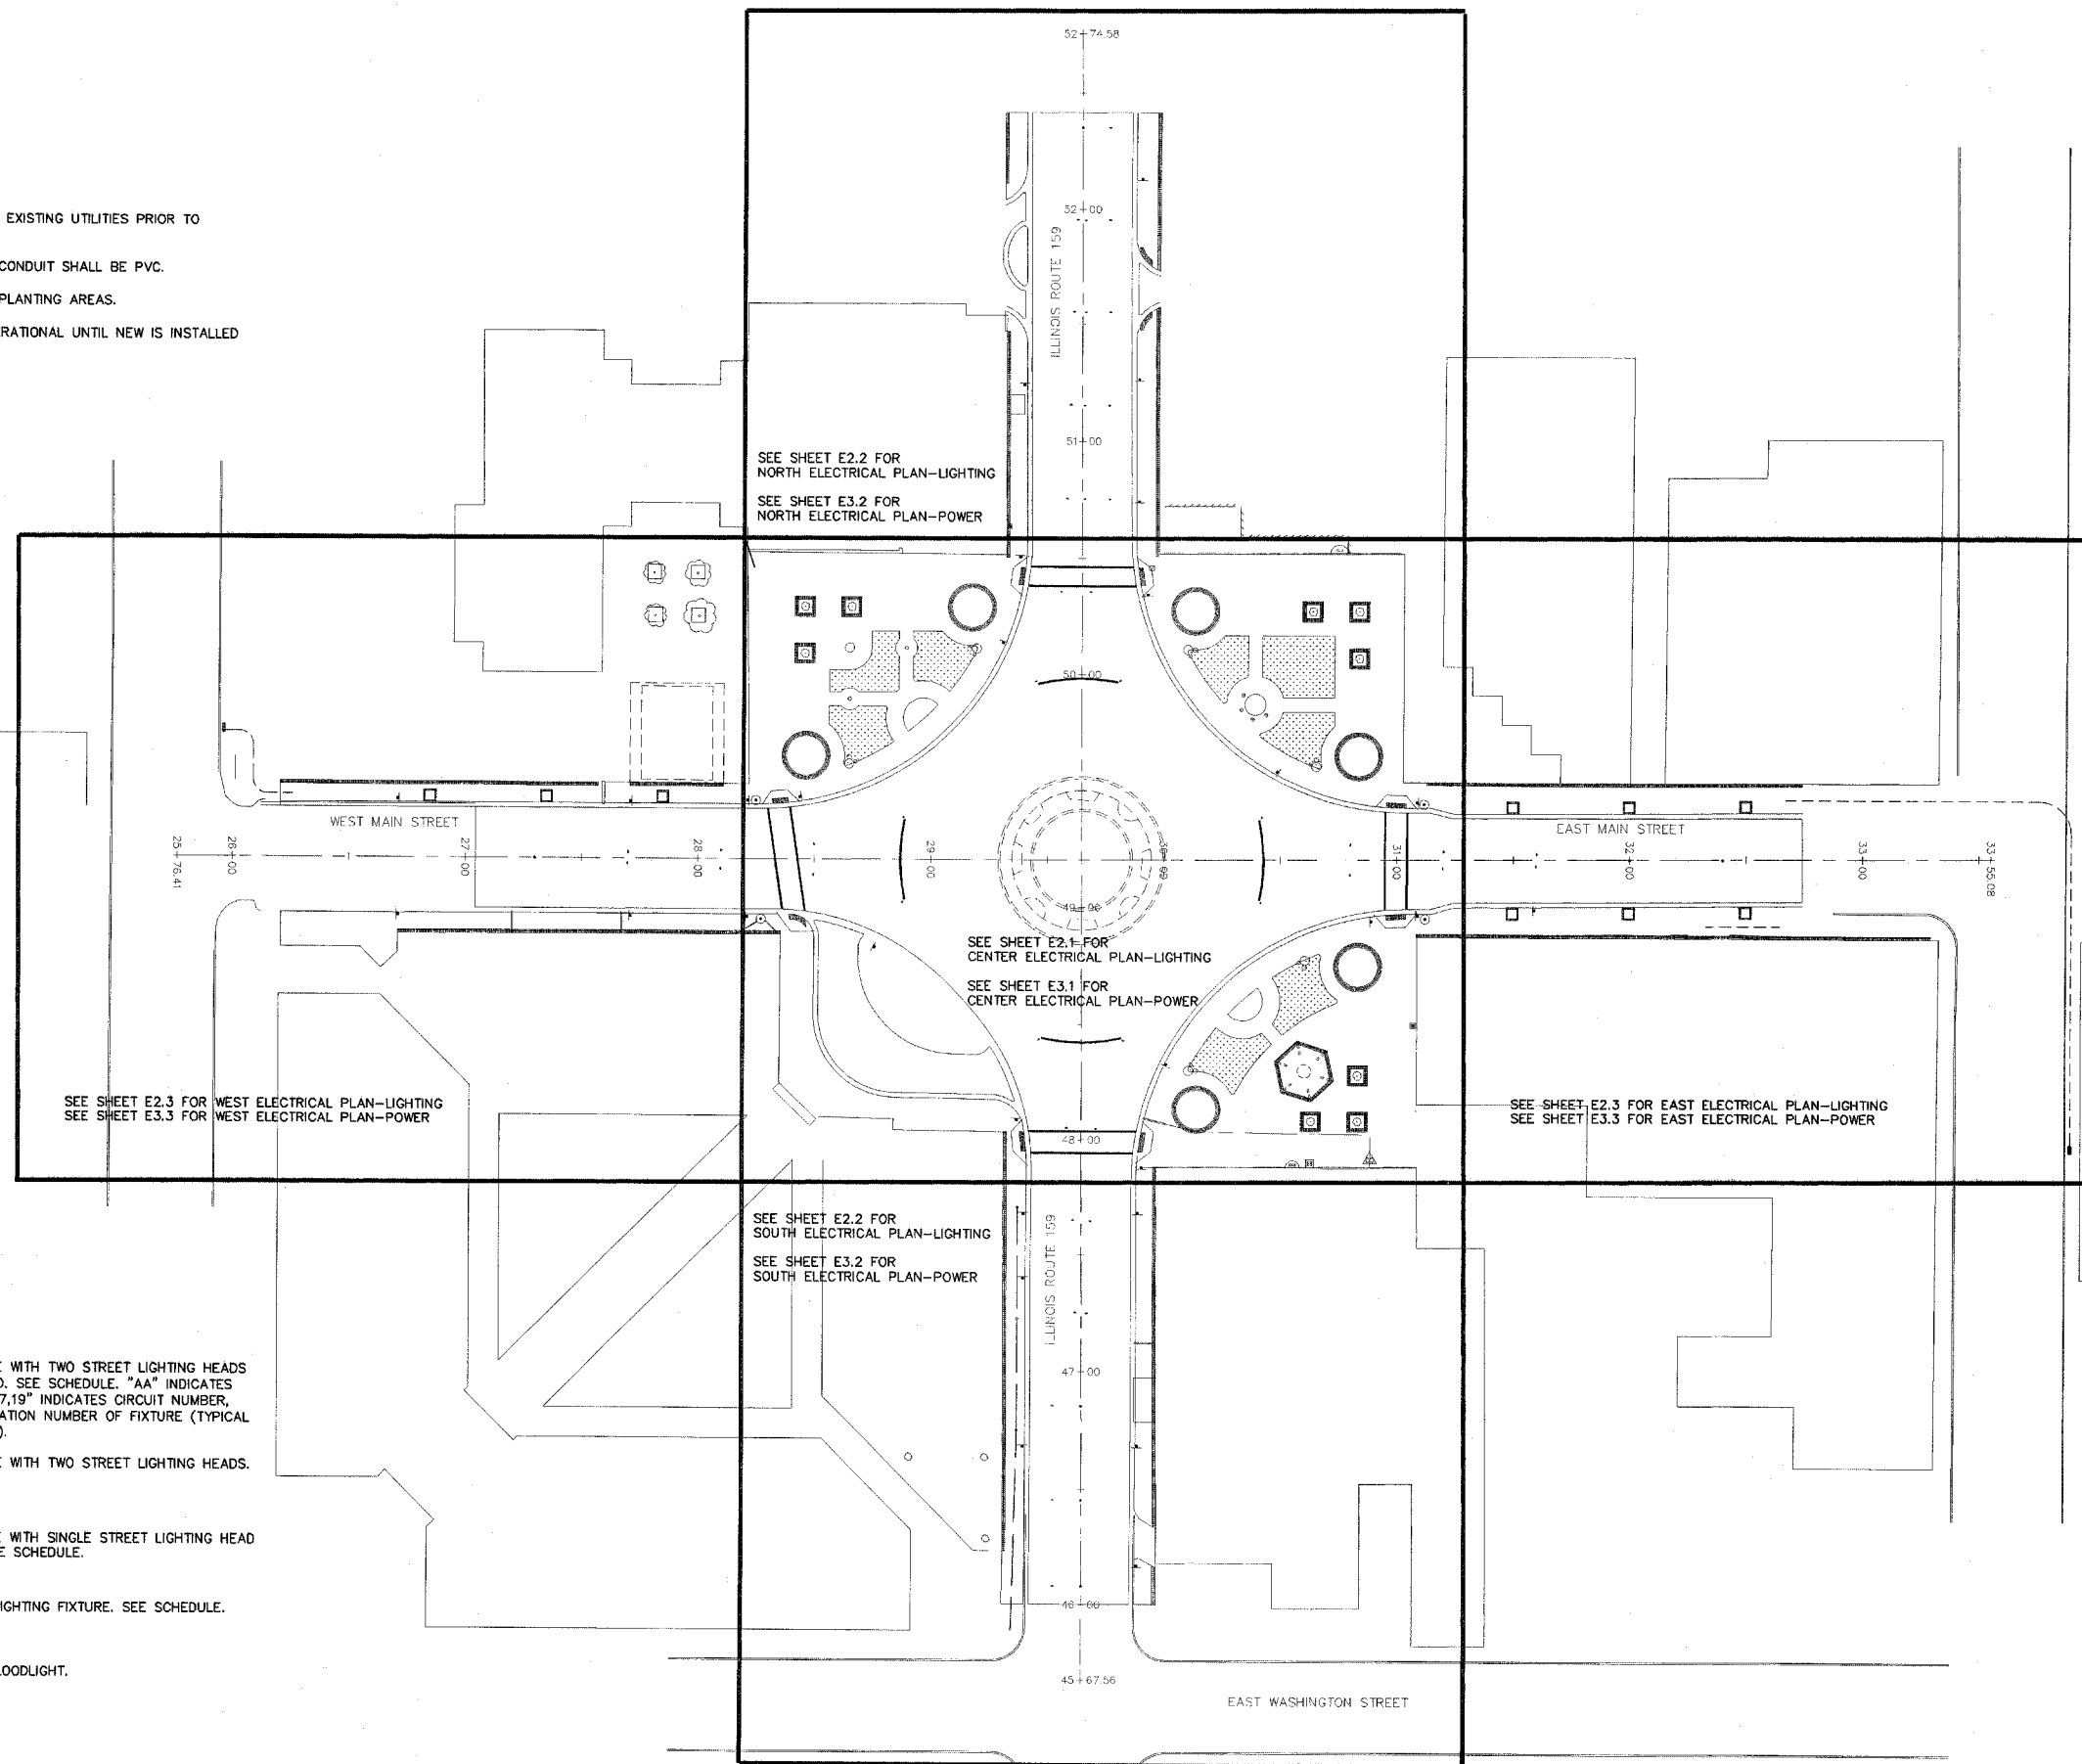 52+74.58
EXISTING UTILITIES PRIOR TO
CONDUIT SHALL BE PVC.
PLANTING AREAS.
ERATIONAL UNTIL NEW IS INSTALLED
52+00
ILLINOIS ROUTE 159
51+00
SEE SHEET E2.2 FOR
NORTH ELECTRICAL PLAN-LIGHTING
SEE SHEET E3.2 FOR
NORTH ELECTRICAL PLAN-POWER
50+00
WEST MAIN STREET
EAST MAIN STREET
25+76.41
26+00
27+00
28+00
29+00
30+00
31+00
32+00
33+00
33+55.08
49+00
SEE SHEET E2.1 FOR
CENTER ELECTRICAL PLAN-LIGHTING
SEE SHEET E3.1 FOR
CENTER ELECTRICAL PLAN-POWER
SEE SHEET E2.3 FOR WEST ELECTRICAL PLAN-LIGHTING
SEE SHEET E3.3 FOR WEST ELECTRICAL PLAN-POWER
SEE SHEET E2.3 FOR EAST ELECTRICAL PLAN-LIGHTING
SEE SHEET E3.3 FOR EAST ELECTRICAL PLAN-POWER
48+00
SEE SHEET E2.2 FOR
SOUTH ELECTRICAL PLAN-LIGHTING
SEE SHEET E3.2 FOR
SOUTH ELECTRICAL PLAN-POWER
ILLINOIS ROUTE 159
47+00
WITH TWO STREET LIGHTING HEADS
SEE SCHEDULE. "AA" INDICATES
7,19" INDICATES CIRCUIT NUMBER,
ATION NUMBER OF FIXTURE (TYPICAL
).
WITH TWO STREET LIGHTING HEADS.
WITH SINGLE STREET LIGHTING HEAD
E SCHEDULE.
IGHTING FIXTURE. SEE SCHEDULE.
46+00
OODLIGHT.
45+67.56
EAST WASHINGTON STREET